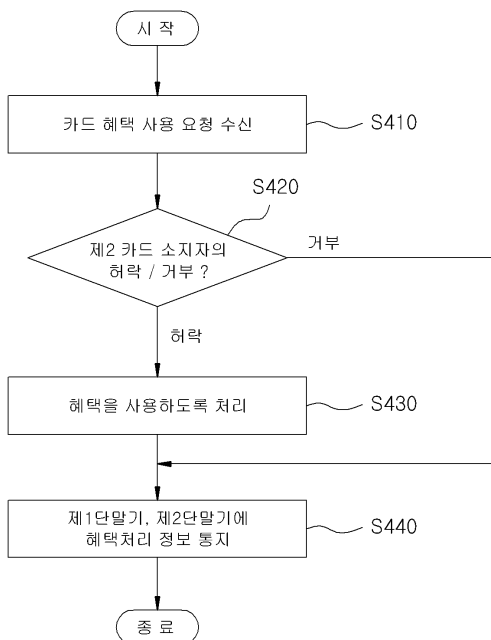 시 작
카드 혜택 사용 요청 수신
S410
S420
제2 카드 소지자의
허락 / 거부 ?
거부
허락
혜택을 사용하도록 처리
S430
제1단말기, 제2단말기에
혜택처리 정보 통지
S440
종 료